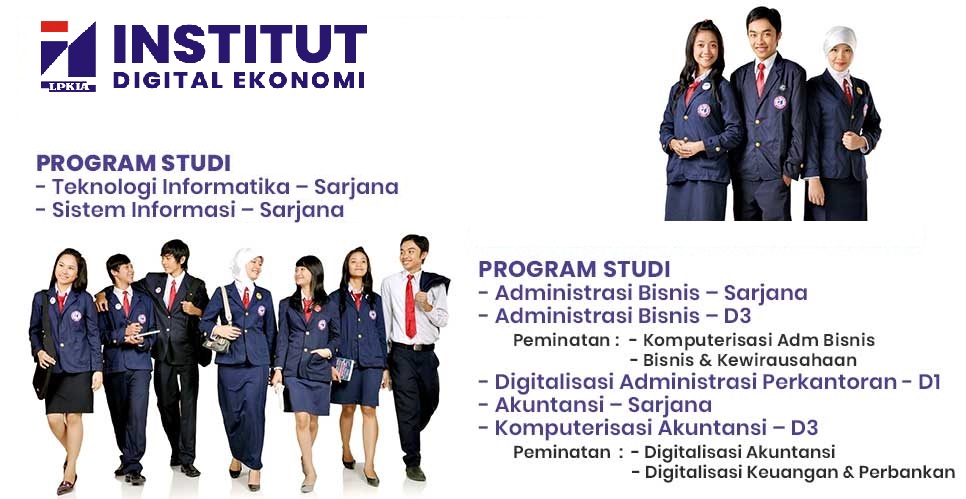 INSTITUT
DIGITAL EKONOMI
LPKIA
PROGRAM STUDI
- Teknologi Informatika – Sarjana
- Sistem Informasi – Sarjana
PROGRAM STUDI
- Administrasi Bisnis – Sarjana
- Administrasi Bisnis – D3
Peminatan : - Komputerisasi Adm Bisnis
- Bisnis & Kewirausahaan
- Digitalisasi Administrasi Perkantoran - D1
- Akuntansi – Sarjana
- Komputerisasi Akuntansi – D3
Peminatan : - Digitalisasi Akuntansi
- Digitalisasi Keuangan & Perbankan